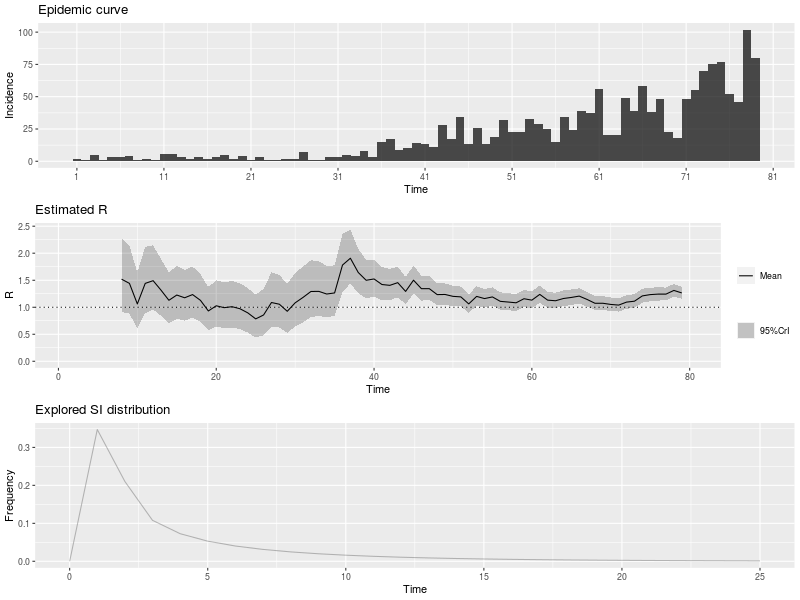 Epidemic curve
100
75
50
25
0
Incidence
1 11 21 31 41 51 61 71 81
Time
Estimated R
2.5
2.0
1.5
1.0
0.5
0.0
R
0 20 40 60 80
Time
Mean
95%CrI
Explored SI distribution
0.3
0.2
0.1
0.0
Frequency
0 5 10 15 20 25
Time